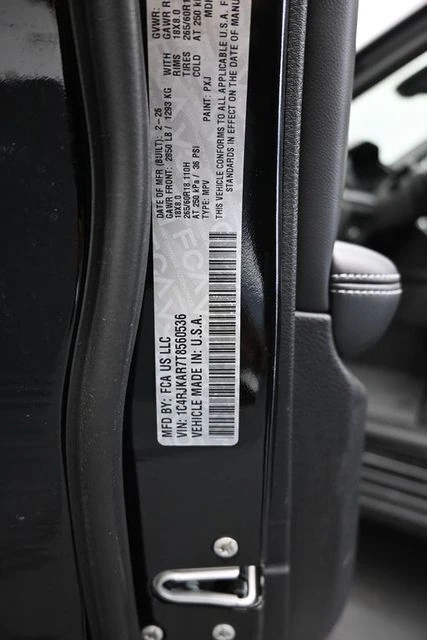 MFD BY: FCA US LLC
VIN: 1C4RJKAR7T8560536
VEHICLE MADE IN: U.S.A.
DATE OF MFR (BUILT): 2-26
GVWR:
GAWR FRONT: 2850 LB / 1293 KG WITH GAWR R
18X8.0 RIMS 18X8.0
265/60R18 110H TIRES 265/60R1
AT 250 kPa / 36 PSI COLD AT 250 k
TYPE: MPV PAINT: PXJ MD
THIS VEHICLE CONFORMS TO ALL APPLICABLE U.S.A. F
STANDARDS IN EFFECT ON THE DATE OF MANU
FCA